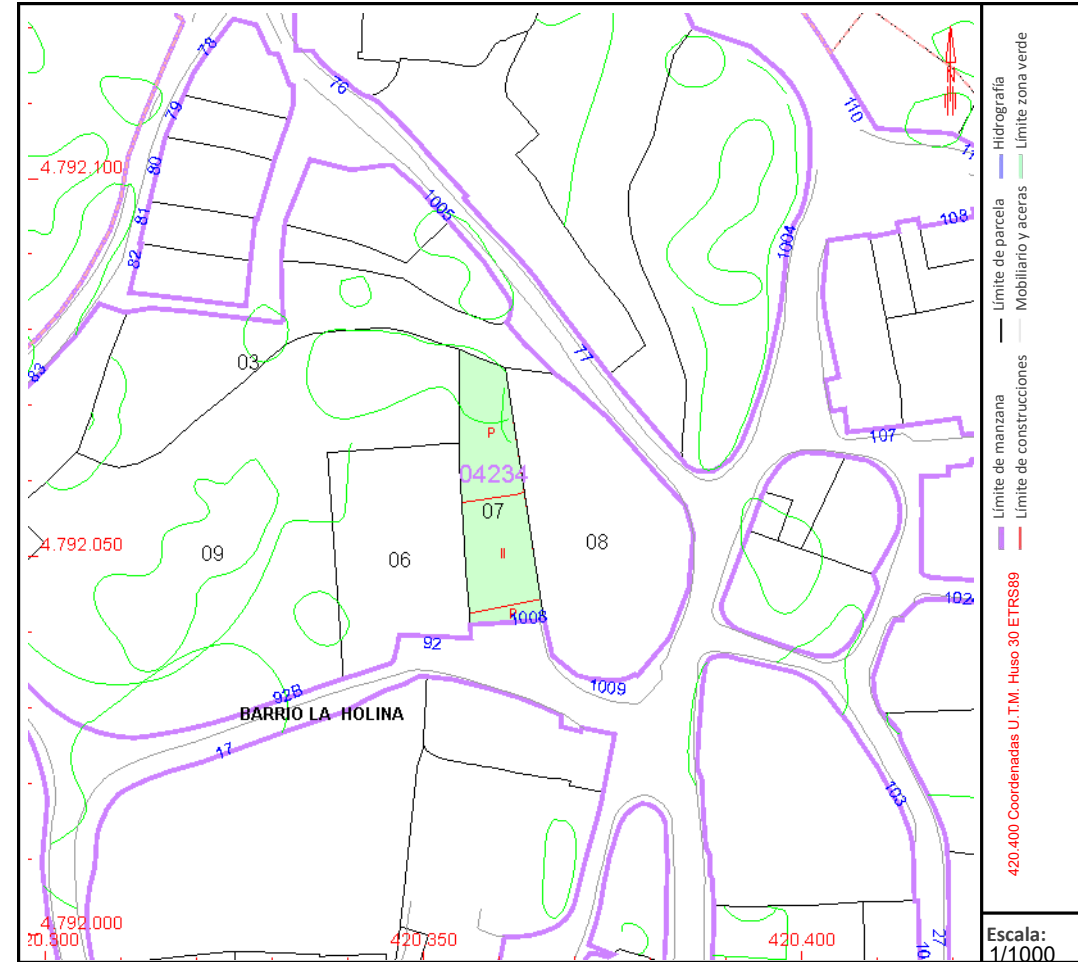 78
76
79
110
4.792.100
80
1005
81
108
82
1004
77
03
83
P
107
04234
07
4.792.050
09
06
II
08
102
P
1008
92
92B
1009
BARRIO LA HOLINA
17
103
4.792.000
420.350
420.400
27
Hidrografía
Límite zona verde
Límite de parcela
Mobiliario y aceras
Límite de manzana
Límite de construcciones
420.400 Coordenadas U.T.M. Huso 30 ETRS89
Escala:
1/1000